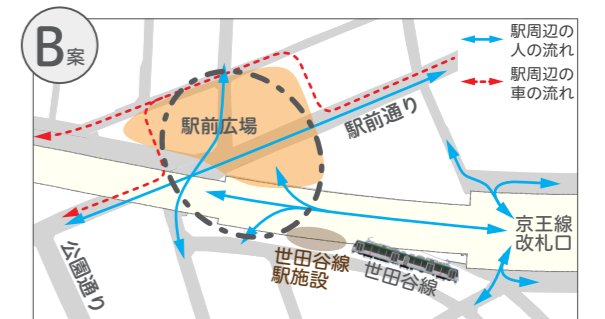 B案
駅周辺の
人の流れ
駅周辺の
車の流れ
駅前広場
駅前通り
京王線
改札口
公園通り
世田谷線
駅施設
世田谷線